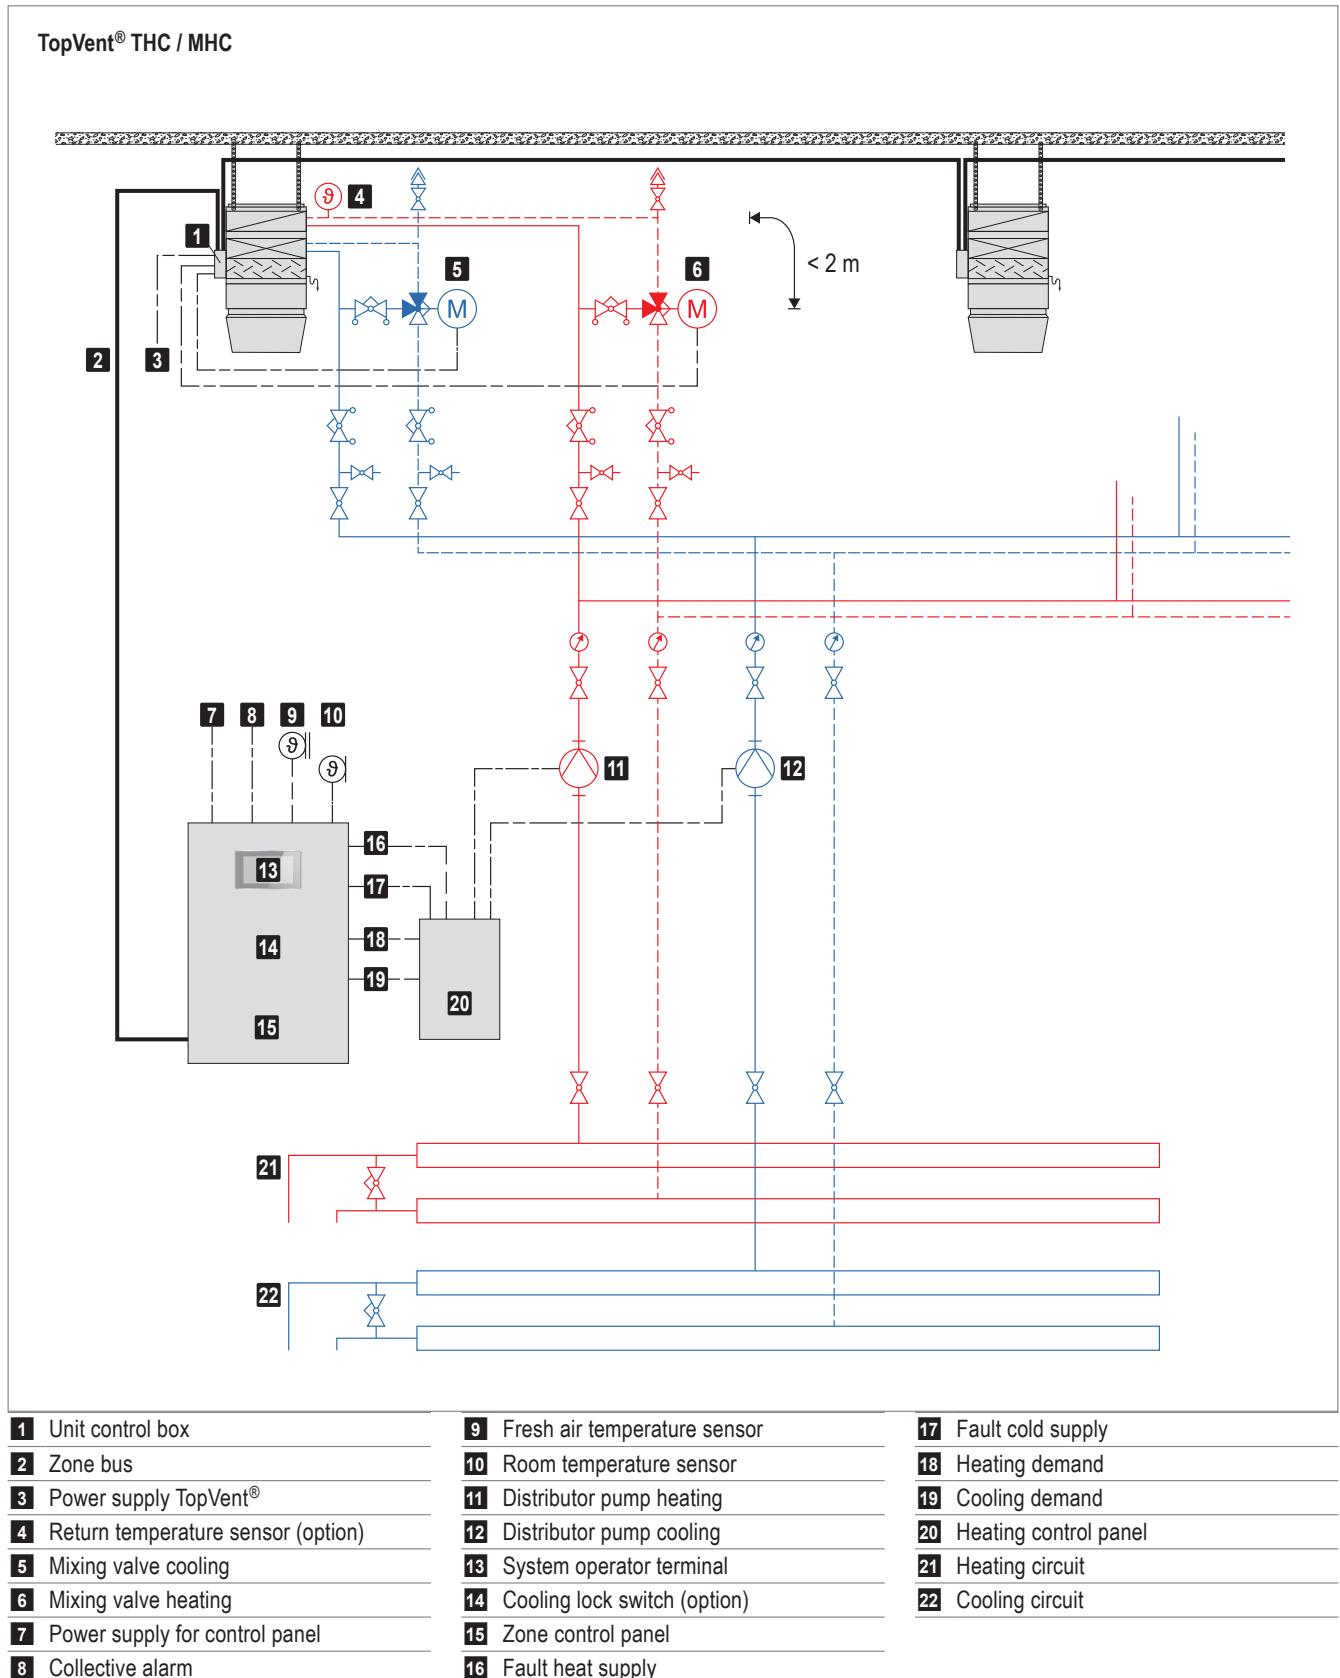 TopVent® THC / MHC
4
1
5
6
< 2 m
M
M
2
3
7
8
9
10
11
12
16
13
17
14
18
19
20
15
21
22
1 Unit control box
2 Zone bus
3 Power supply TopVent®
4 Return temperature sensor (option)
5 Mixing valve cooling
6 Mixing valve heating
7 Power supply for control panel
8 Collective alarm
9 Fresh air temperature sensor
10 Room temperature sensor
11 Distributor pump heating
12 Distributor pump cooling
13 System operator terminal
14 Cooling lock switch (option)
15 Zone control panel
16 Fault heat supply
17 Fault cold supply
18 Heating demand
19 Cooling demand
20 Heating control panel
21 Heating circuit
22 Cooling circuit